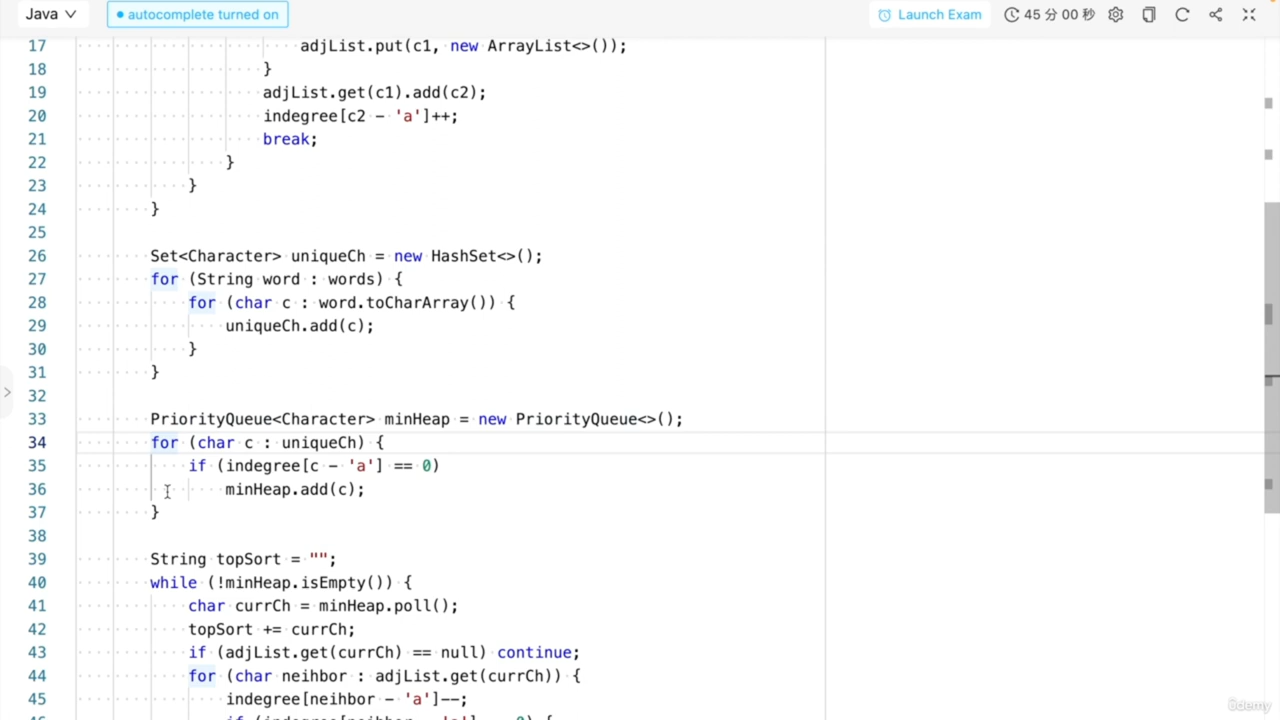 Java
autocomplete turned on
Launch Exam
45 分 00 秒
17 adjList.put(c1, new ArrayList<>());
18 }
19 adjList.get(c1).add(c2);
20 indegree[c2 - 'a']++;
21 break;
22 }
23 }
24 }
25
26 Set<Character> uniqueCh = new HashSet<>();
27 for (String word : words) {
28 for (char c : word.toCharArray()) {
29 uniqueCh.add(c);
30 }
31 }
32
33 PriorityQueue<Character> minHeap = new PriorityQueue<>();
34 for (char c : uniqueCh) {
35 if (indegree[c - 'a'] == 0)
36 minHeap.add(c);
37 }
38
39 String topSort = "";
40 while (!minHeap.isEmpty()) {
41 char currCh = minHeap.poll();
42 topSort += currCh;
43 if (adjList.get(currCh) == null) continue;
44 for (char neihbor : adjList.get(currCh)) {
45 indegree[neihbor - 'a']--;
ûdemy